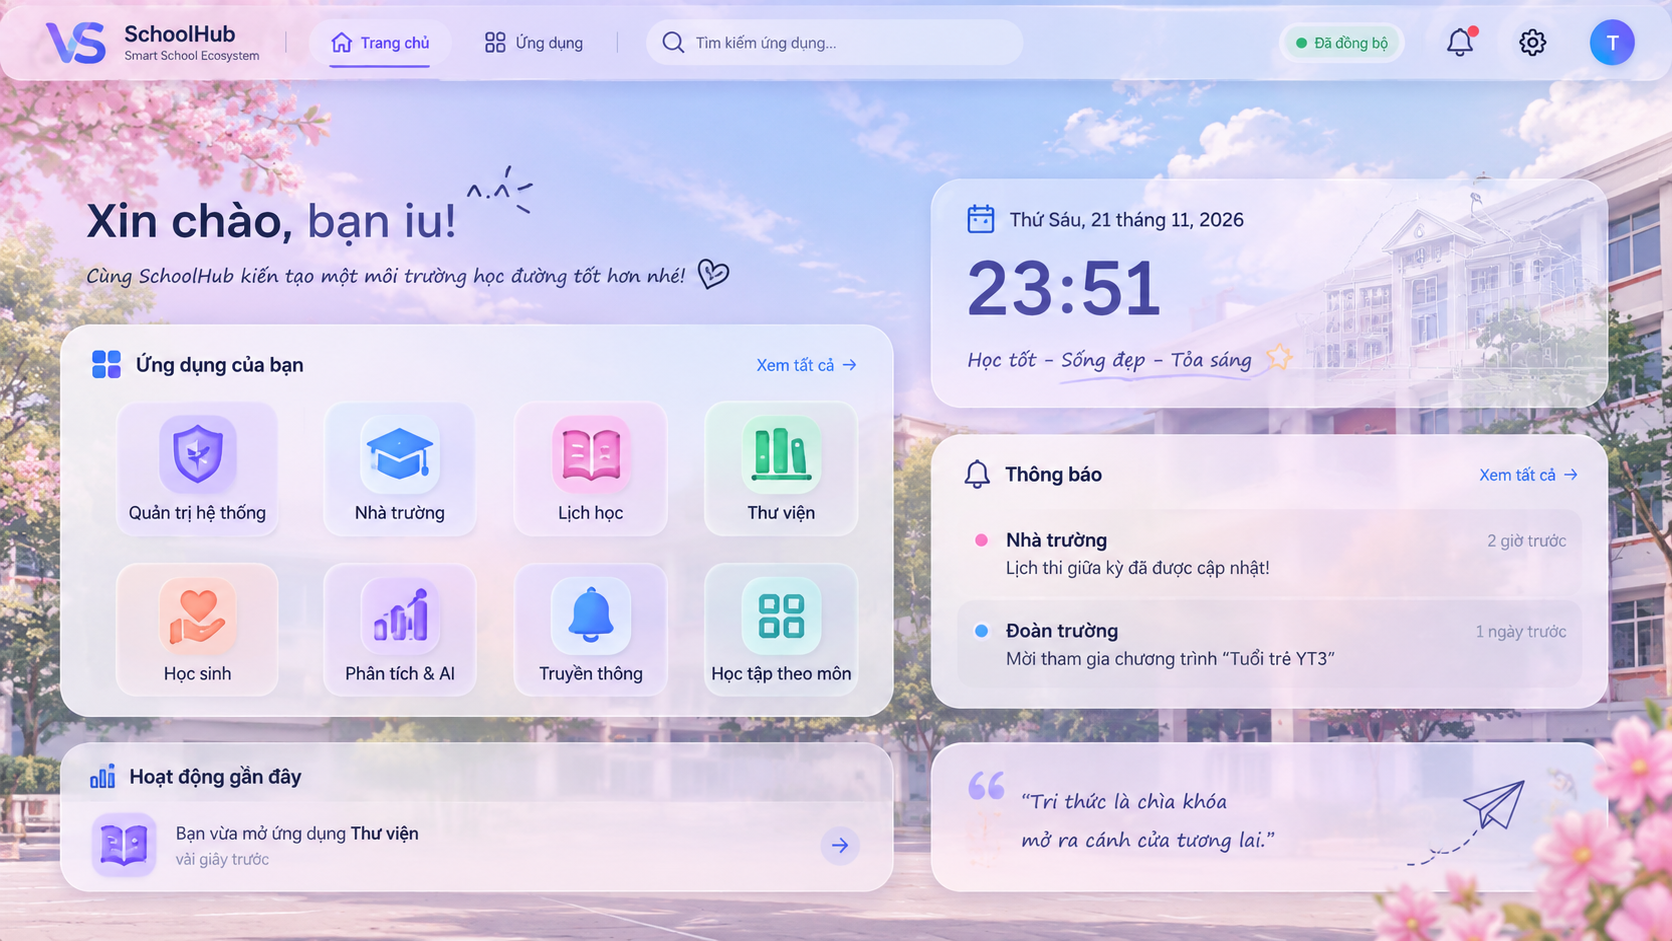 VS
SchoolHub
Smart School Ecosystem
Trang chủ
Ứng dụng
Tìm kiếm ứng dụng...
Đã đồng bộ
T
Xin chào, bạn iu!
^.^
Cùng SchoolHub kiến tạo một môi trường học đường tốt hơn nhé!
Thứ Sáu, 21 tháng 11, 2026
23:51
Học tốt - Sống đẹp - Tỏa sáng
Ứng dụng của bạn
Xem tất cả →
Quản trị hệ thống
Nhà trường
Lịch học
Thư viện
Học sinh
Phân tích & AI
Truyền thông
Học tập theo môn
Thông báo
Xem tất cả →
Nhà trường
2 giờ trước
Lịch thi giữa kỳ đã được cập nhật!
Đoàn trường
1 ngày trước
Mời tham gia chương trình “Tuổi trẻ YT3”
Hoạt động gần đây
Bạn vừa mở ứng dụng Thư viện
vài giây trước
“Tri thức là chìa khóa
mở ra cánh cửa tương lai.”